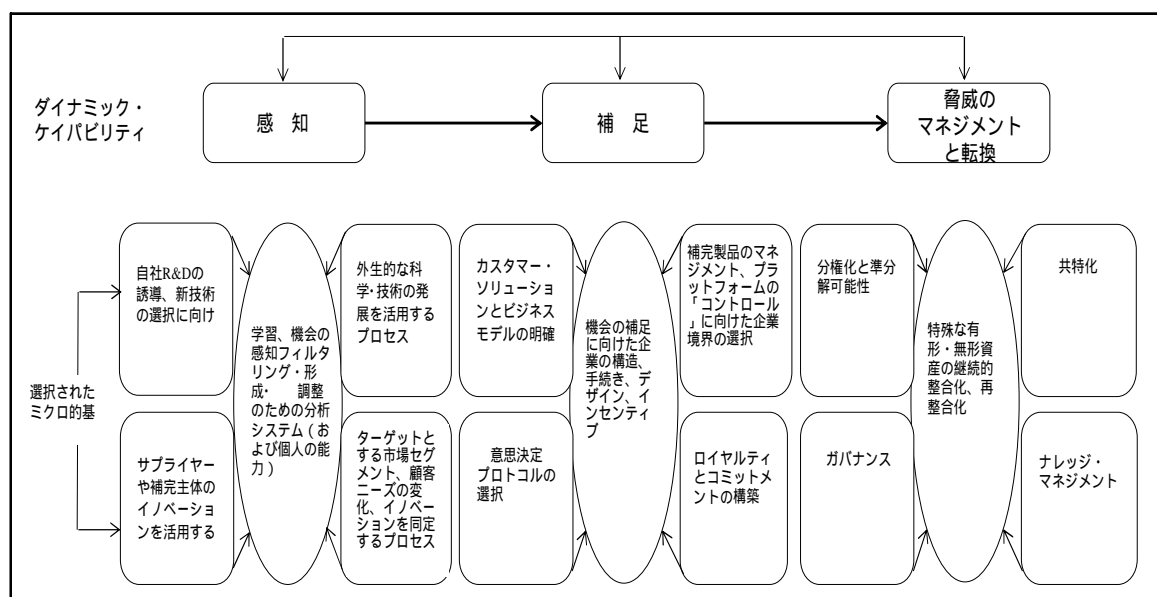 ダイナミック・
ケイパビリティ
感 知
補 足
脅威の
マネジメント
と転換
選択された
ミクロ的基
自社R&Dの
誘導、新技術
の選択に向け
サプライヤー
や補完主体の
イノベーショ
ンを活用する
学習、機会の
感知フィルタ
リング・形
成・ 調整
のための分析
システム(お
よび個人の能
力)
外生的な科
学・技術の発
展を活用する
プロセス
ターゲットと
する市場セグ
メント、顧客
ニーズの変
化、イノベー
ションを同定
するプロセス
カスタマー・
ソリューショ
ンとビジネス
モデルの明確
意思決定
プロトコルの
選択
機会の補足
に向けた企
業の構造、
手続き、デ
ザイン、イ
ンセンティ
ブ
補完製品のマネ
ジメント、プラ
ットフォームの
「コントロール
」に向けた企業
境界の選択
ロイヤルティ
とコミットメ
ントの構築
分権化と準分
解可能性
ガバナンス
特殊な有
形・無形資
産の継続的
整合化、再
整合化
共特化
ナレッジ・
マネジメント